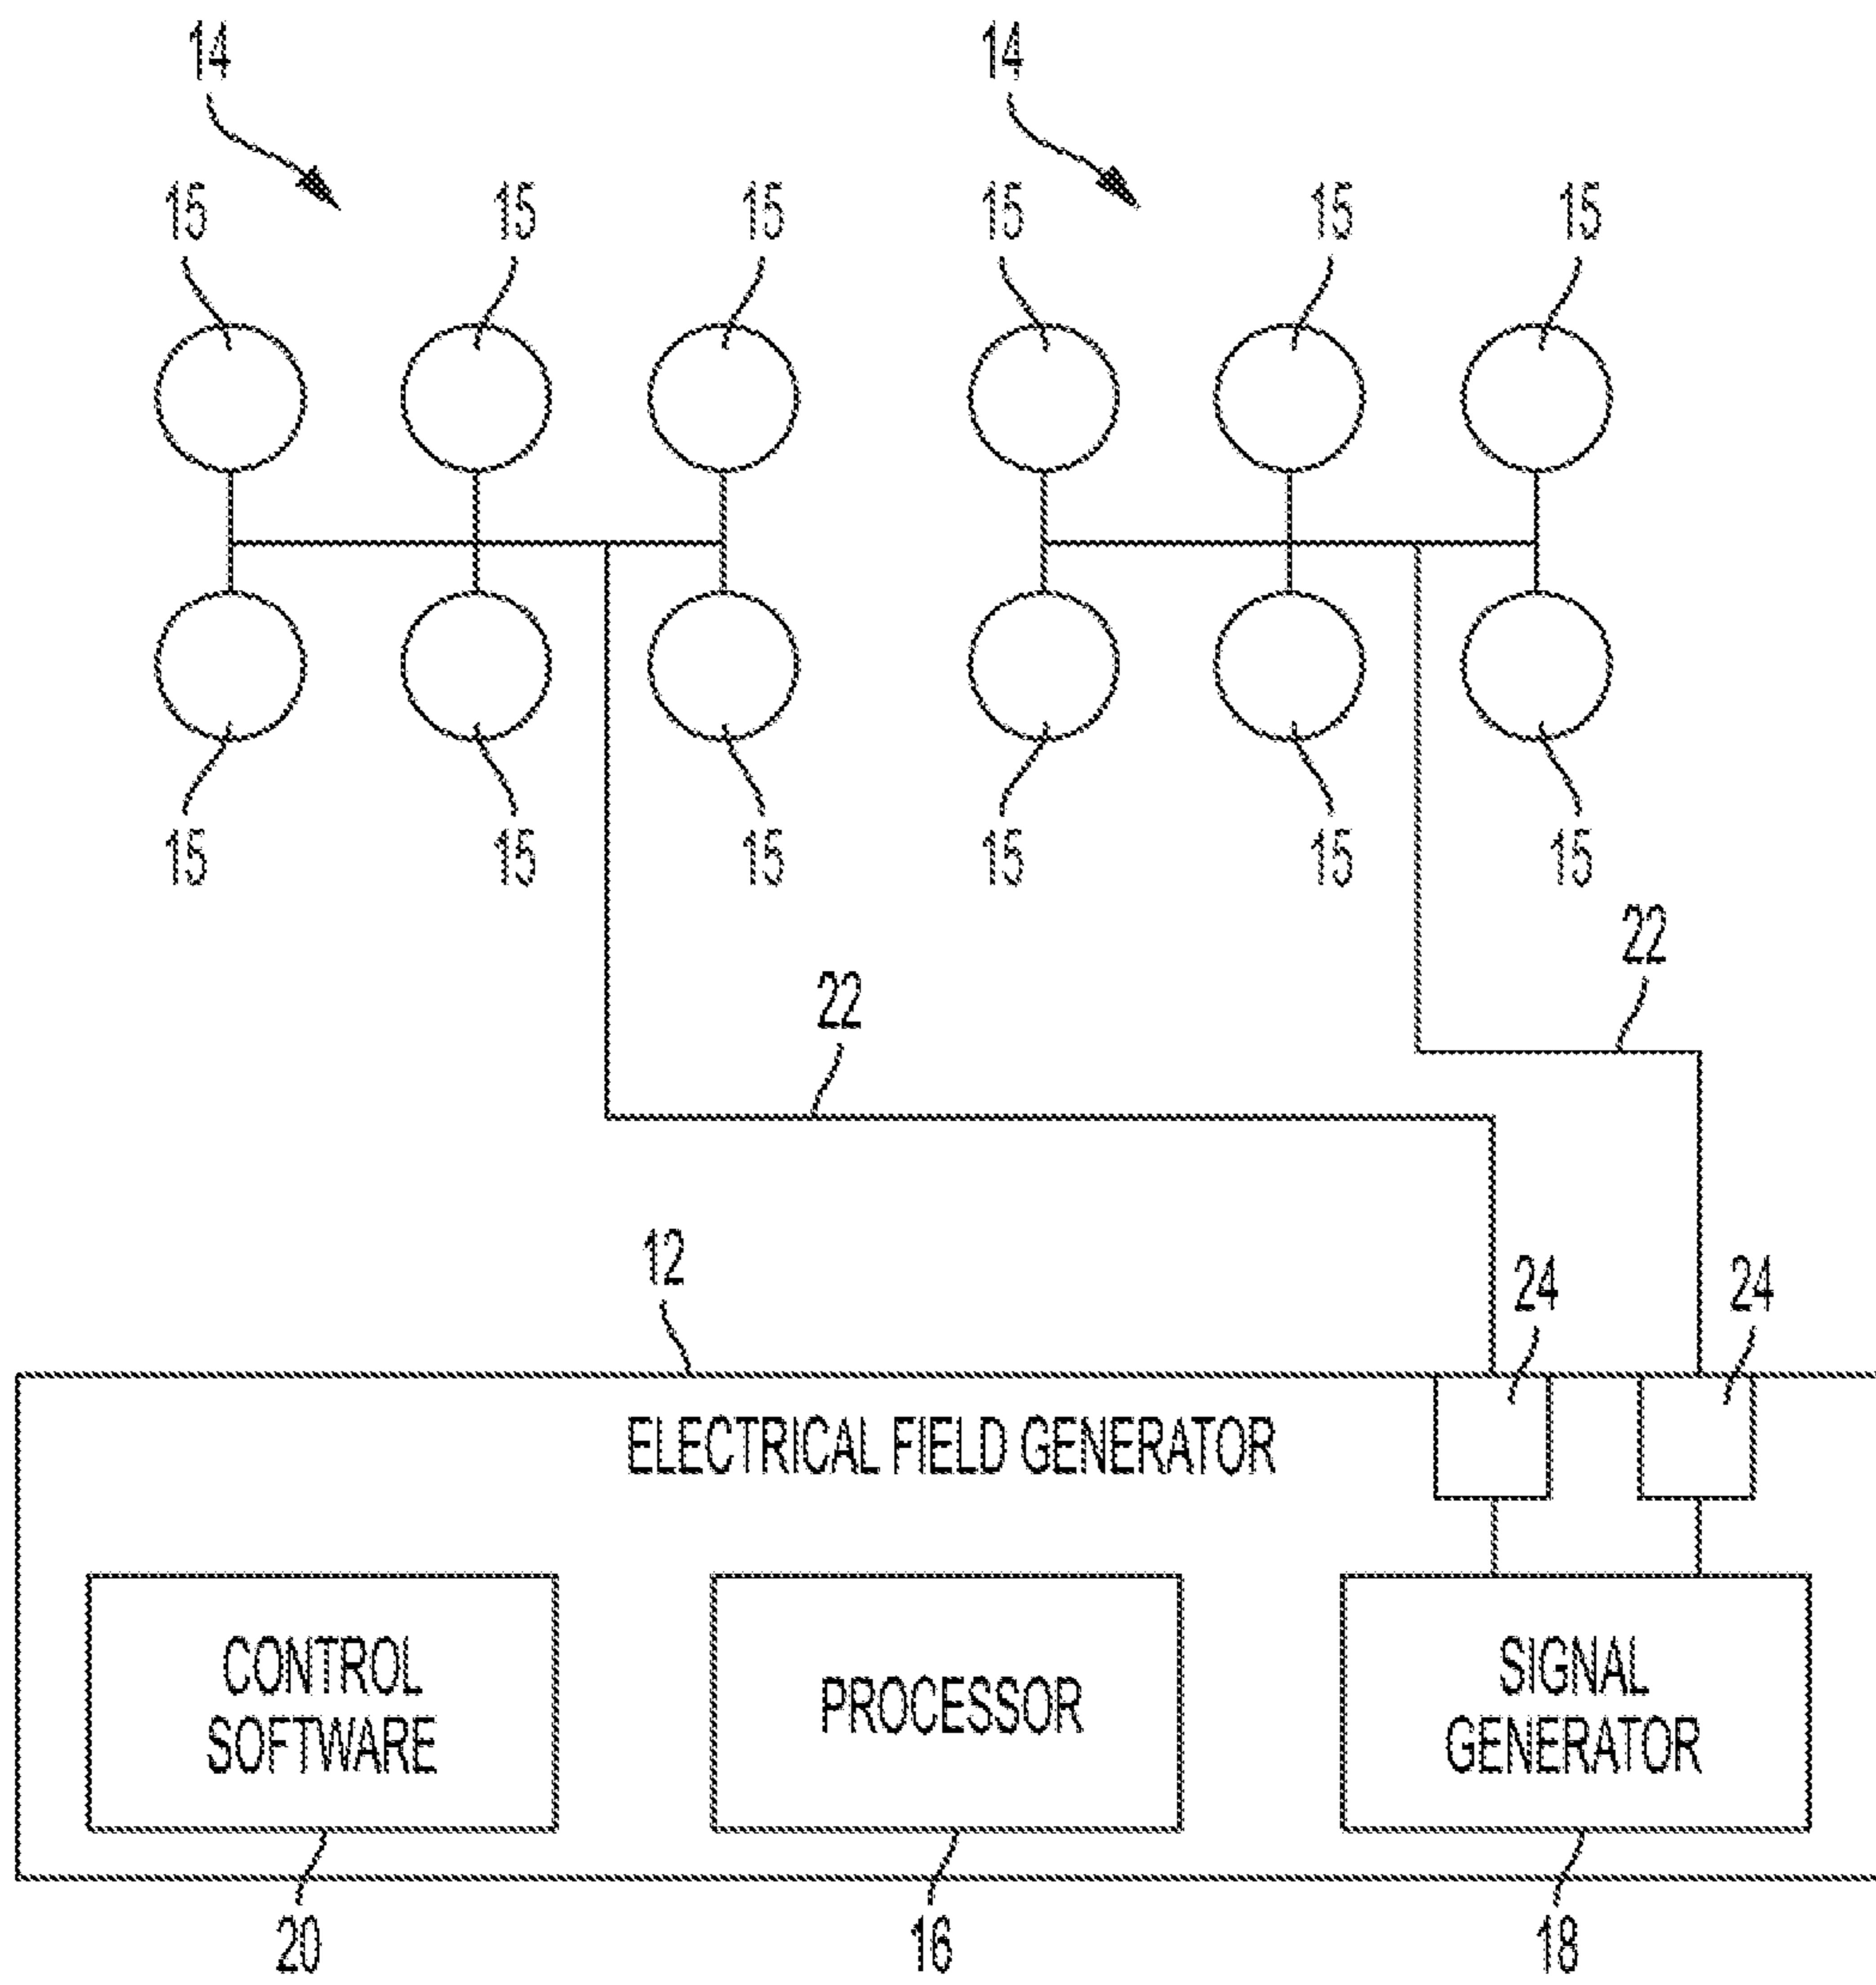 14 14
15 15 15 15 15 15
15 15 15 15 15 15
22
22
12
24 24
ELECTRICAL FIELD GENERATOR
CONTROL
SOFTWARE
PROCESSOR
SIGNAL
GENERATOR
20 16 18